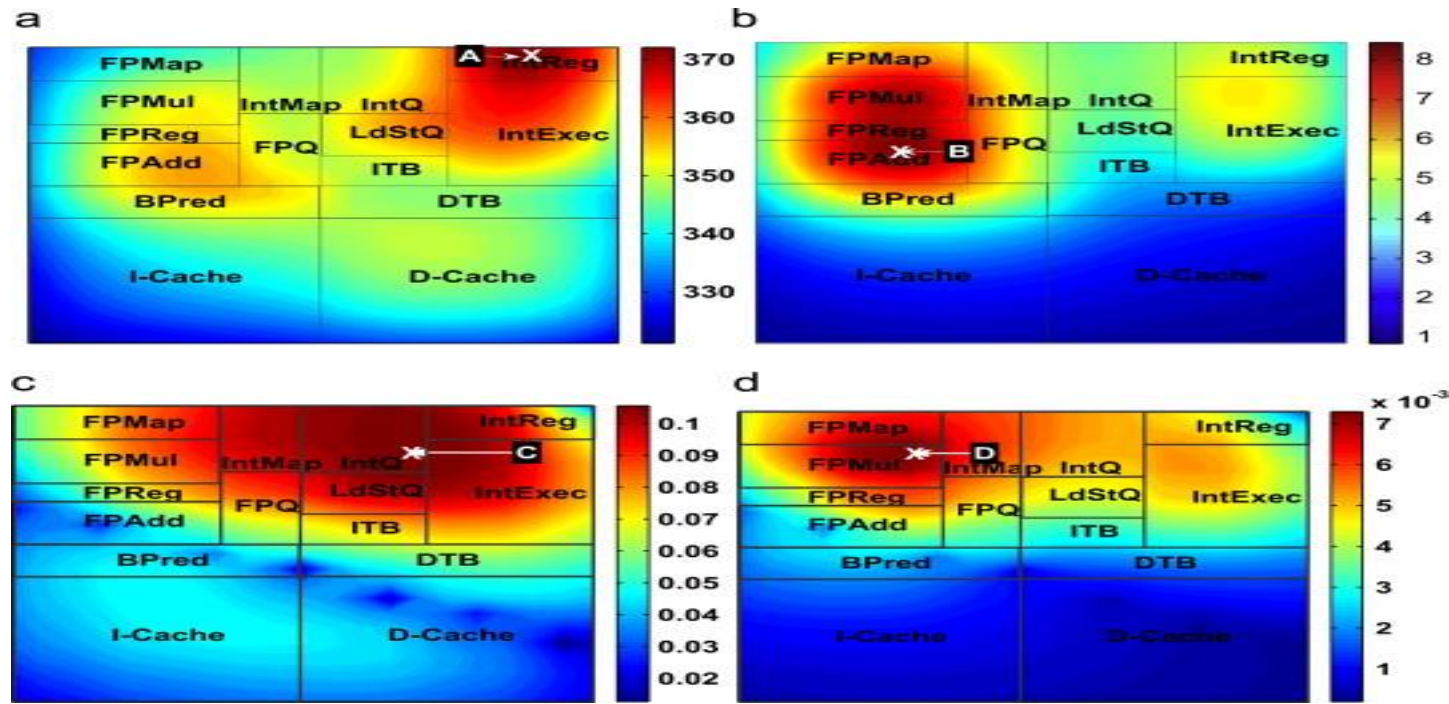 a
A
X
FPMap
IntReg
FPMul
IntMap
IntQ
FPReg
LdStQ
IntExec
FPQ
FPAdd
ITB
BPred
DTB
I-Cache
D-Cache
370
360
350
340
330
b
FPMap
IntReg
FPMul
IntMap
IntQ
FPReg
LdStQ
IntExec
FPQ
X
B
FPAdd
ITB
BPred
DTB
I-Cache
D-Cache
8
7
6
5
4
3
2
1
c
FPMap
IntReg
X
C
FPMul
IntMap
IntQ
FPReg
LdStQ
IntExec
FPQ
FPAdd
ITB
BPred
DTB
I-Cache
D-Cache
0.1
0.09
0.08
0.07
0.06
0.05
0.04
0.03
0.02
d
x 10-3
FPMap
IntReg
X
D
FPMul
IntMap
IntQ
FPReg
LdStQ
IntExec
FPQ
FPAdd
ITB
BPred
DTB
I-Cache
D-Cache
7
6
5
4
3
2
1